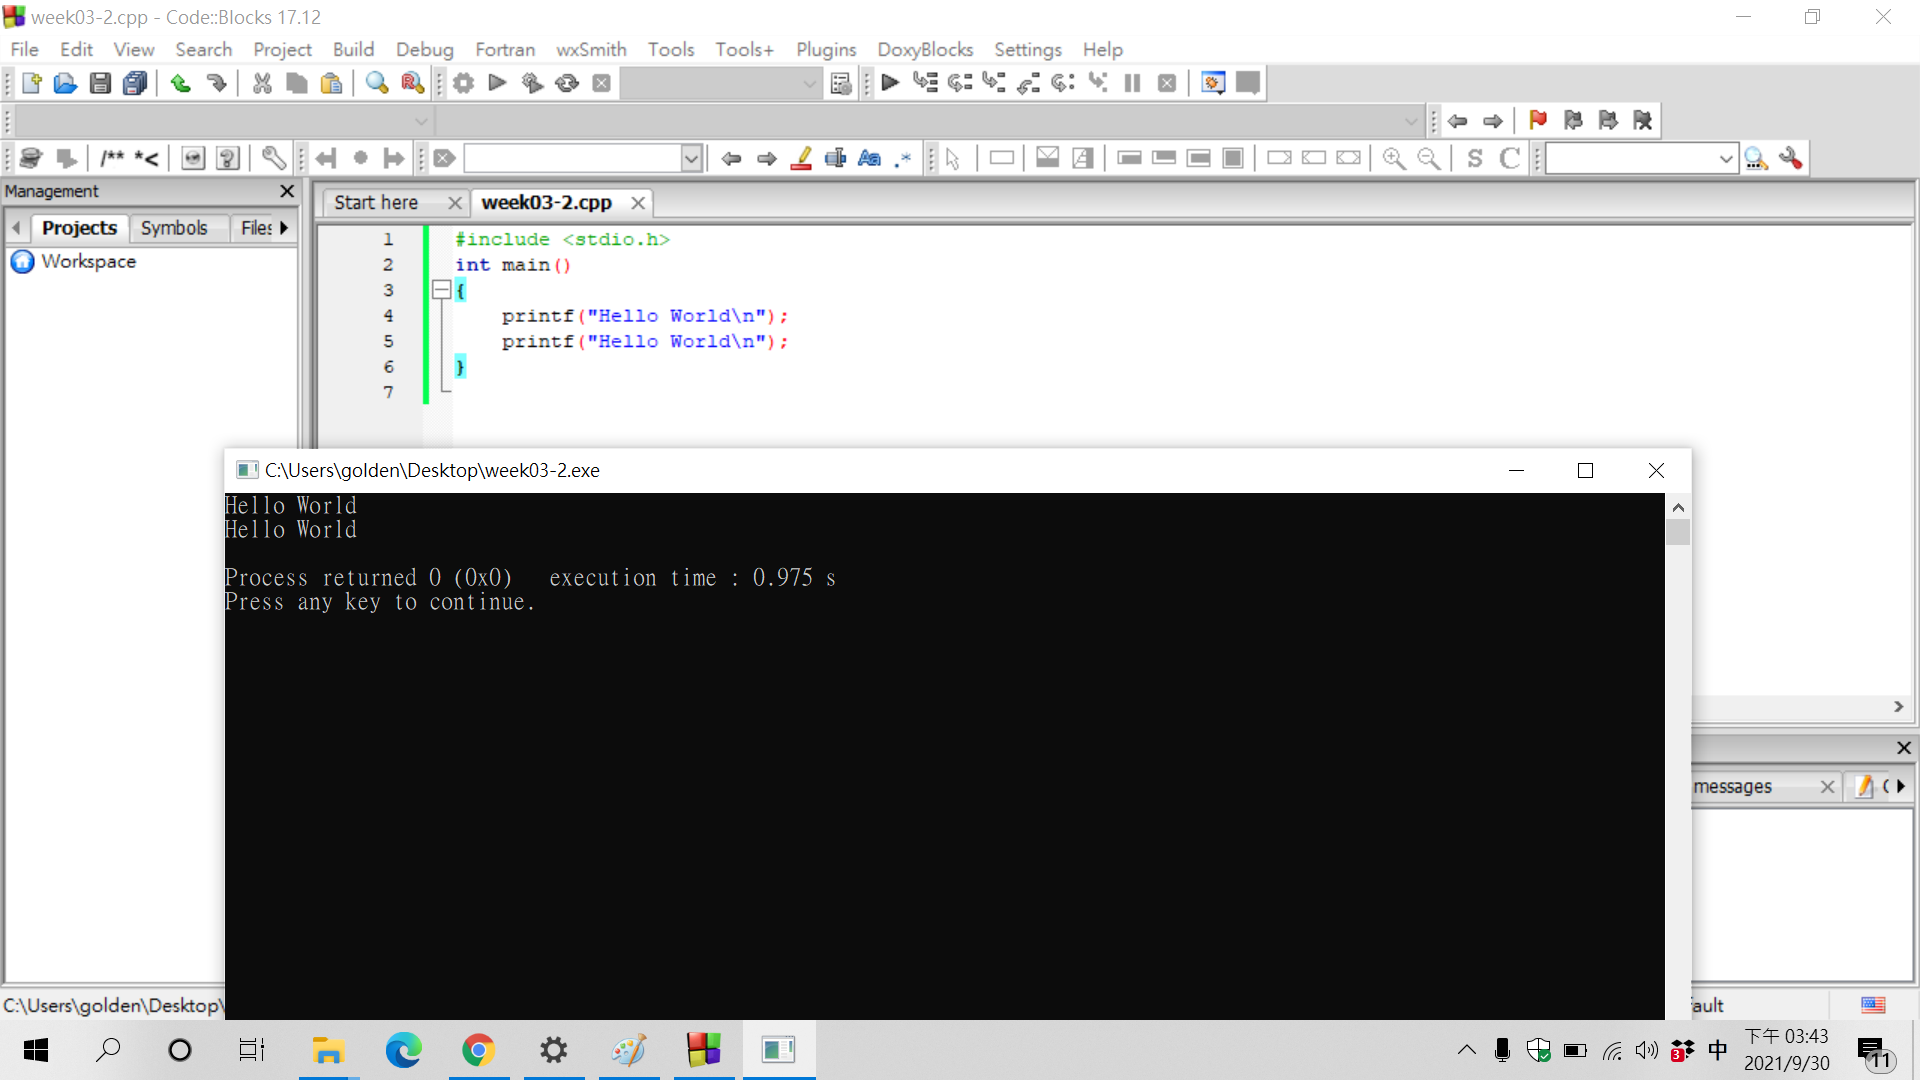 week03-2.cpp - Code::Blocks 17.12
File Edit View Search Project Build Debug Fortran wxSmith Tools Tools+ Plugins DoxyBlocks Settings Help
/** *<
Aa .*
S C
Management
Start here week03-2.cpp
Projects Symbols Files
Workspace
1 #include <stdio.h>
2 int main()
3 {
4 printf("Hello World\n");
5 printf("Hello World\n");
6 }
7
C:\Users\golden\Desktop\week03-2.exe
Hello World
Hello World
Process returned 0 (0x0) execution time : 0.975 s
Press any key to continue.
messages
C:\Users\golden\Desktop\
ault
中
下午 03:43
2021/9/30
3
11